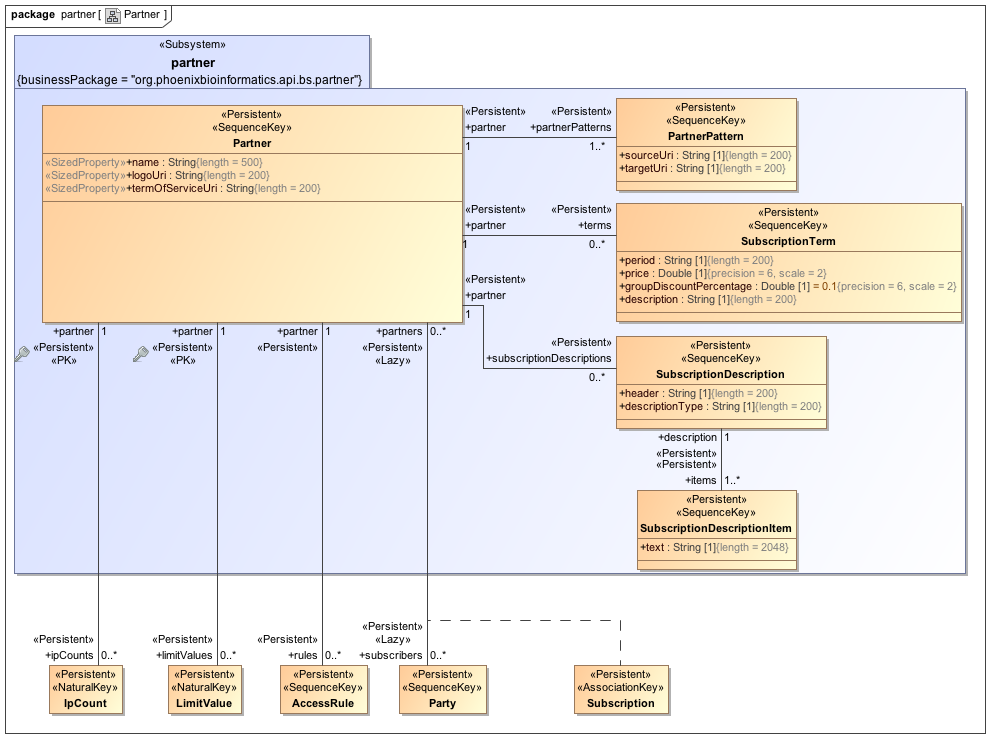 package partner [ Partner ]
«Subsystem»
partner
{businessPackage = "org.phoenixbioinformatics.api.bs.partner"}
«Persistent»
«SequenceKey»
Partner
«SizedProperty»+name : String{length = 500}
«SizedProperty»+logoUri : String{length = 200}
«SizedProperty»+termOfServiceUri : String{length = 200}
«Persistent» «Persistent»
+partner +partnerPatterns
1 1..*
«Persistent»
«SequenceKey»
PartnerPattern
+sourceUri : String [1]{length = 200}
+targetUri : String [1]{length = 200}
«Persistent» «Persistent»
+partner +terms
1 0..*
«Persistent»
«SequenceKey»
SubscriptionTerm
+period : String [1]{length = 200}
+price : Double [1]{precision = 6, scale = 2}
+groupDiscountPercentage : Double [1] = 0.1{precision = 6, scale = 2}
+description : String [1]{length = 200}
«Persistent»
+partner
1
«Persistent»
+subscriptionDescriptions
0..*
«Persistent»
«SequenceKey»
SubscriptionDescription
+header : String [1]{length = 200}
+descriptionType : String [1]{length = 200}
+description 1
«Persistent»
«Persistent»
+items 1..*
«Persistent»
«SequenceKey»
SubscriptionDescriptionItem
+text : String [1]{length = 2048}
+partner 1 +partner 1 +partner 1 +partners 0..*
«Persistent» «Persistent» «Persistent» «Persistent»
«PK» «PK» «Lazy»
«Persistent» «Persistent» «Persistent» «Persistent»
«Lazy»
+ipCounts 0..* +limitValues 0..* +rules 0..* +subscribers 0..*
«Persistent»
«NaturalKey»
IpCount
«Persistent»
«NaturalKey»
LimitValue
«Persistent»
«SequenceKey»
AccessRule
«Persistent»
«SequenceKey»
Party
«Persistent»
«AssociationKey»
Subscription